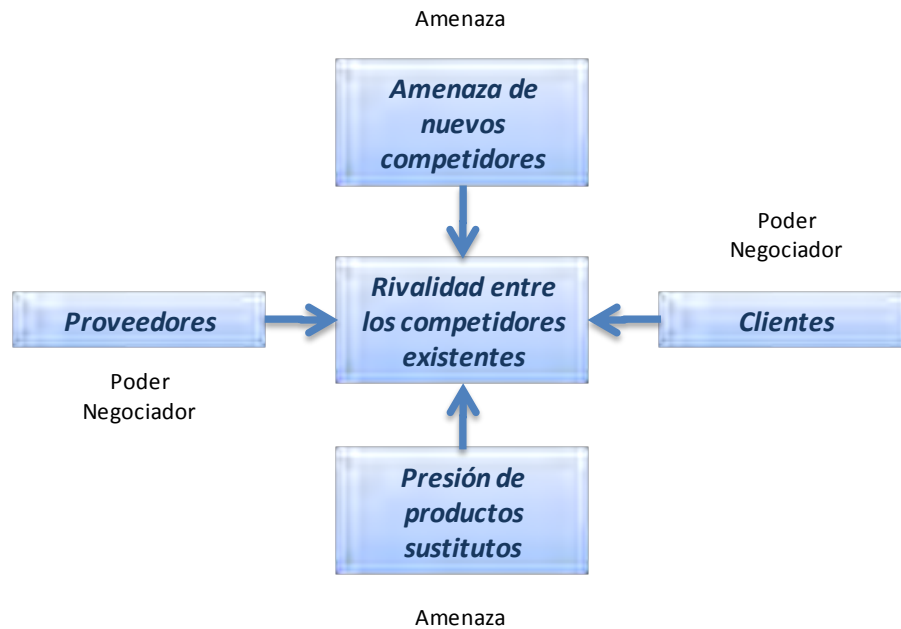 Amenaza
Amenaza de
nuevos
competidores
Poder
Negociador
Proveedores
Rivalidad entre
los competidores
existentes
Clientes
Poder
Negociador
Presión de
productos
sustitutos
Amenaza